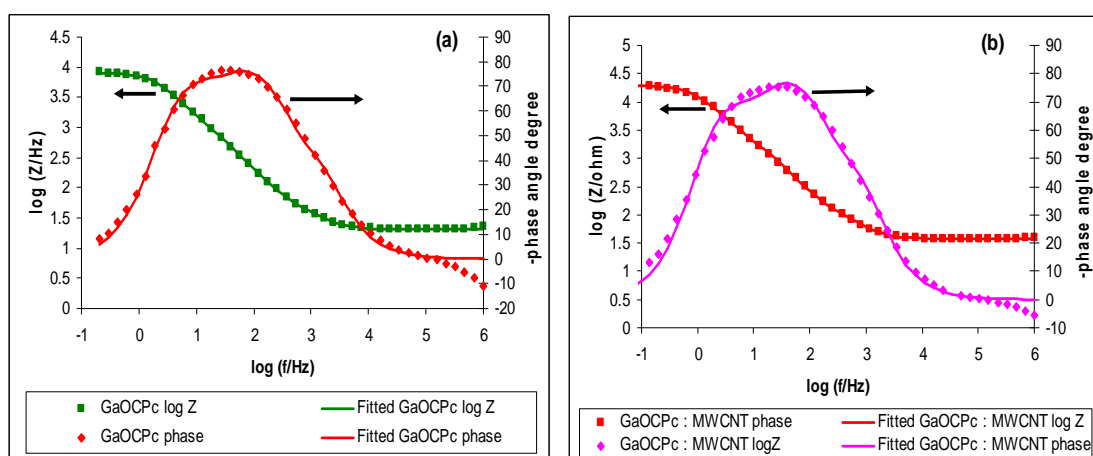 (a)
log (Z/Hz)
4.5
4
3.5
3
2.5
2
1.5
1
0.5
0
-1 0 1 2 3 4 5 6
log (f/Hz)
90
80
70
60
50
40
30
20
10
0
-10
-20
-phase angle degree
GaOCPc log Z
Fitted GaOCPc log Z
GaOCPc phase
Fitted GaOCPc phase
(b)
log (Z/ohm)
5
4.5
4
3.5
3
2.5
2
1.5
1
0.5
0
-1 0 1 2 3 4 5 6
log (f/Hz)
90
80
70
60
50
40
30
20
10
0
-10
-phase angle degree
GaOCPc : MWCNT phase
Fitted GaOCPc : MWCNT log Z
GaOCPc : MWCNT logZ
Fitted GaOCPc : MWCNT phase